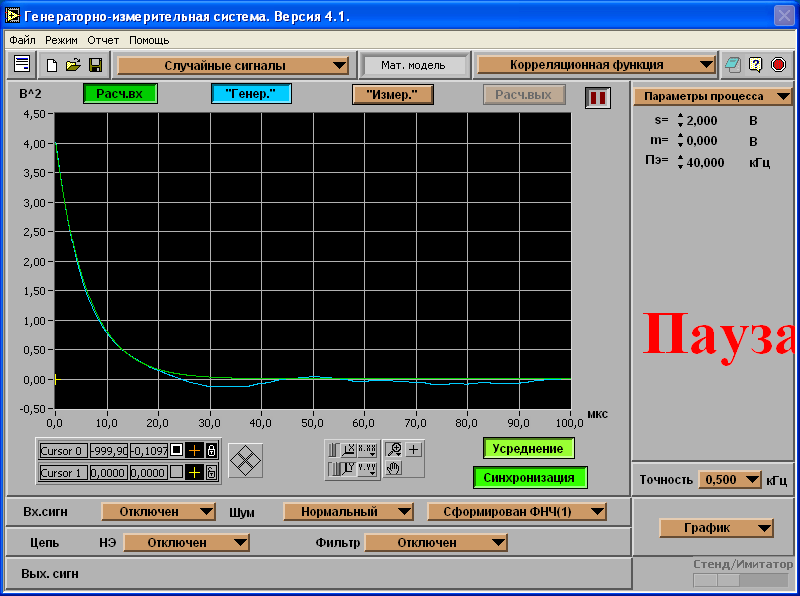 Генераторно-измерительная система. Версия 4.1.
Файл Режим Отчет Помощь
Случайные сигналы Мат. модель Корреляционная функция
В^2 Расч.вх "Генер." "Измер." Расч.вых Параметры процесса
s= 2,000 В
m= 0,000 В
Пэ= 40,000 кГц
4,50
4,00
3,50
3,00
2,50
2,00
1,50
1,00
0,50
0,00
-0,50
0,0 10,0 20,0 30,0 40,0 50,0 60,0 70,0 80,0 90,0 100,0 мкс
Пауза
Cursor 0 -999,90 -0,1097
Cursor 1 0,0000 0,0000
X X.XX
Y Y.YY
Усреднение
Синхронизация
Точность 0,500 кГц
Вх.сигн Отключен Шум Нормальный Сформирован ФНЧ(1)
График
Цепь НЭ Отключен Фильтр Отключен
Стенд/Имитатор
Вых. сигн